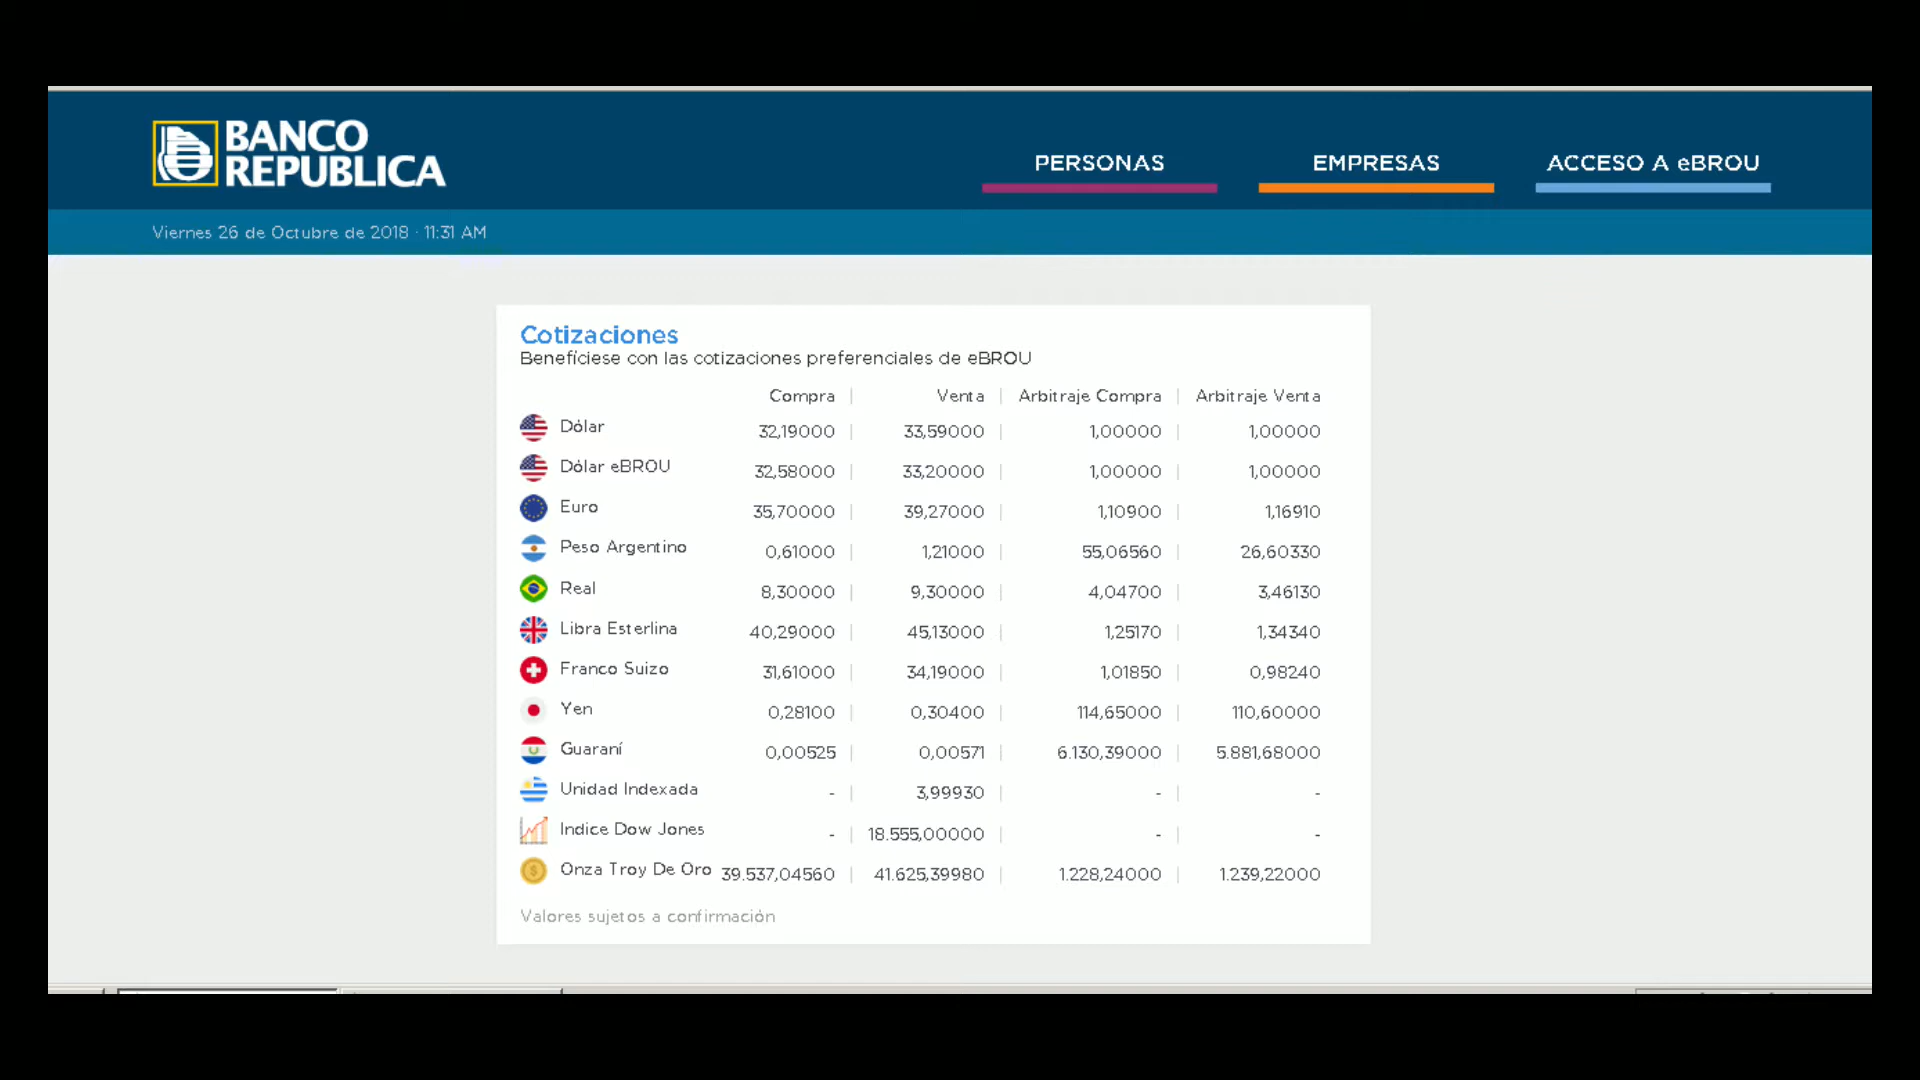 BANCO
REPUBLICA
PERSONAS EMPRESAS ACCESO A eBROU
Viernes 26 de Octubre de 2018 · 11:31 AM
Cotizaciones
Benefíciese con las cotizaciones preferenciales de eBROU
Compra | Venta | Arbitraje Compra | Arbitraje Venta
Dólar 32,19000 | 33,59000 | 1,00000 | 1,00000
Dólar eBROU 32,58000 | 33,20000 | 1,00000 | 1,00000
Euro 35,70000 | 39,27000 | 1,10900 | 1,16910
Peso Argentino 0,61000 | 1,21000 | 55,06560 | 26,60330
Real 8,30000 | 9,30000 | 4,04700 | 3,46130
Libra Esterlina 40,29000 | 45,13000 | 1,25170 | 1,34340
Franco Suizo 31,61000 | 34,19000 | 1,01850 | 0,98240
Yen 0,28100 | 0,30400 | 114,65000 | 110,60000
Guaraní 0,00525 | 0,00571 | 6.130,39000 | 5.881,68000
Unidad Indexada - | 3,99930 | - | -
Indice Dow Jones - | 18.555,00000 | - | -
Onza Troy De Oro 39.537,04560 | 41.625,39980 | 1.228,24000 | 1.239,22000
Valores sujetos a confirmación